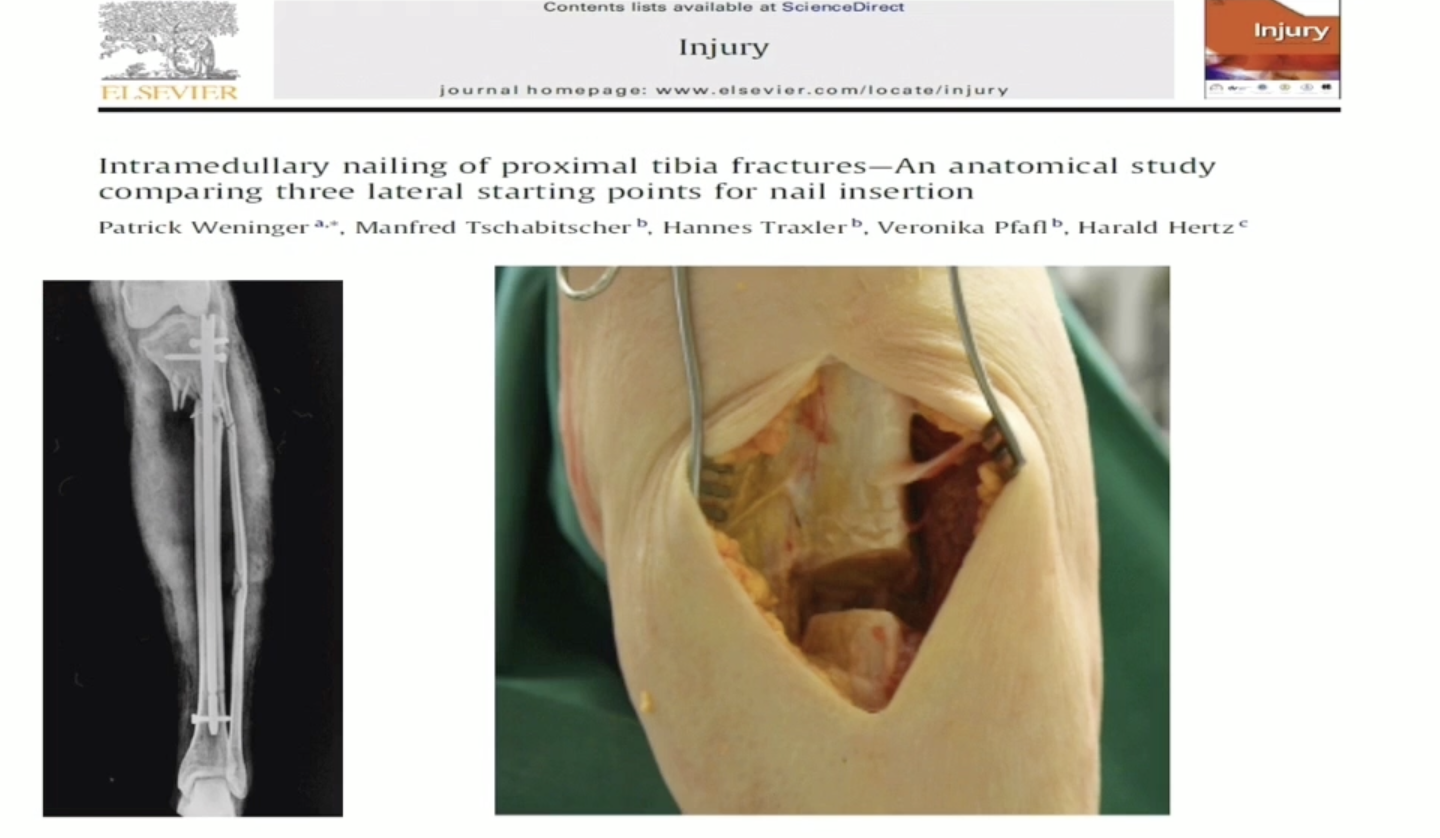 Contents lists available at ScienceDirect
Injury
journal homepage: www.elsevier.com/locate/injury
ELSEVIER
Injury
Intramedullary nailing of proximal tibia fractures—An anatomical study
comparing three lateral starting points for nail insertion
Patrick Weninger a,*, Manfred Tschabitscher b, Hannes Traxler b, Veronika Pfafl b, Harald Hertz c